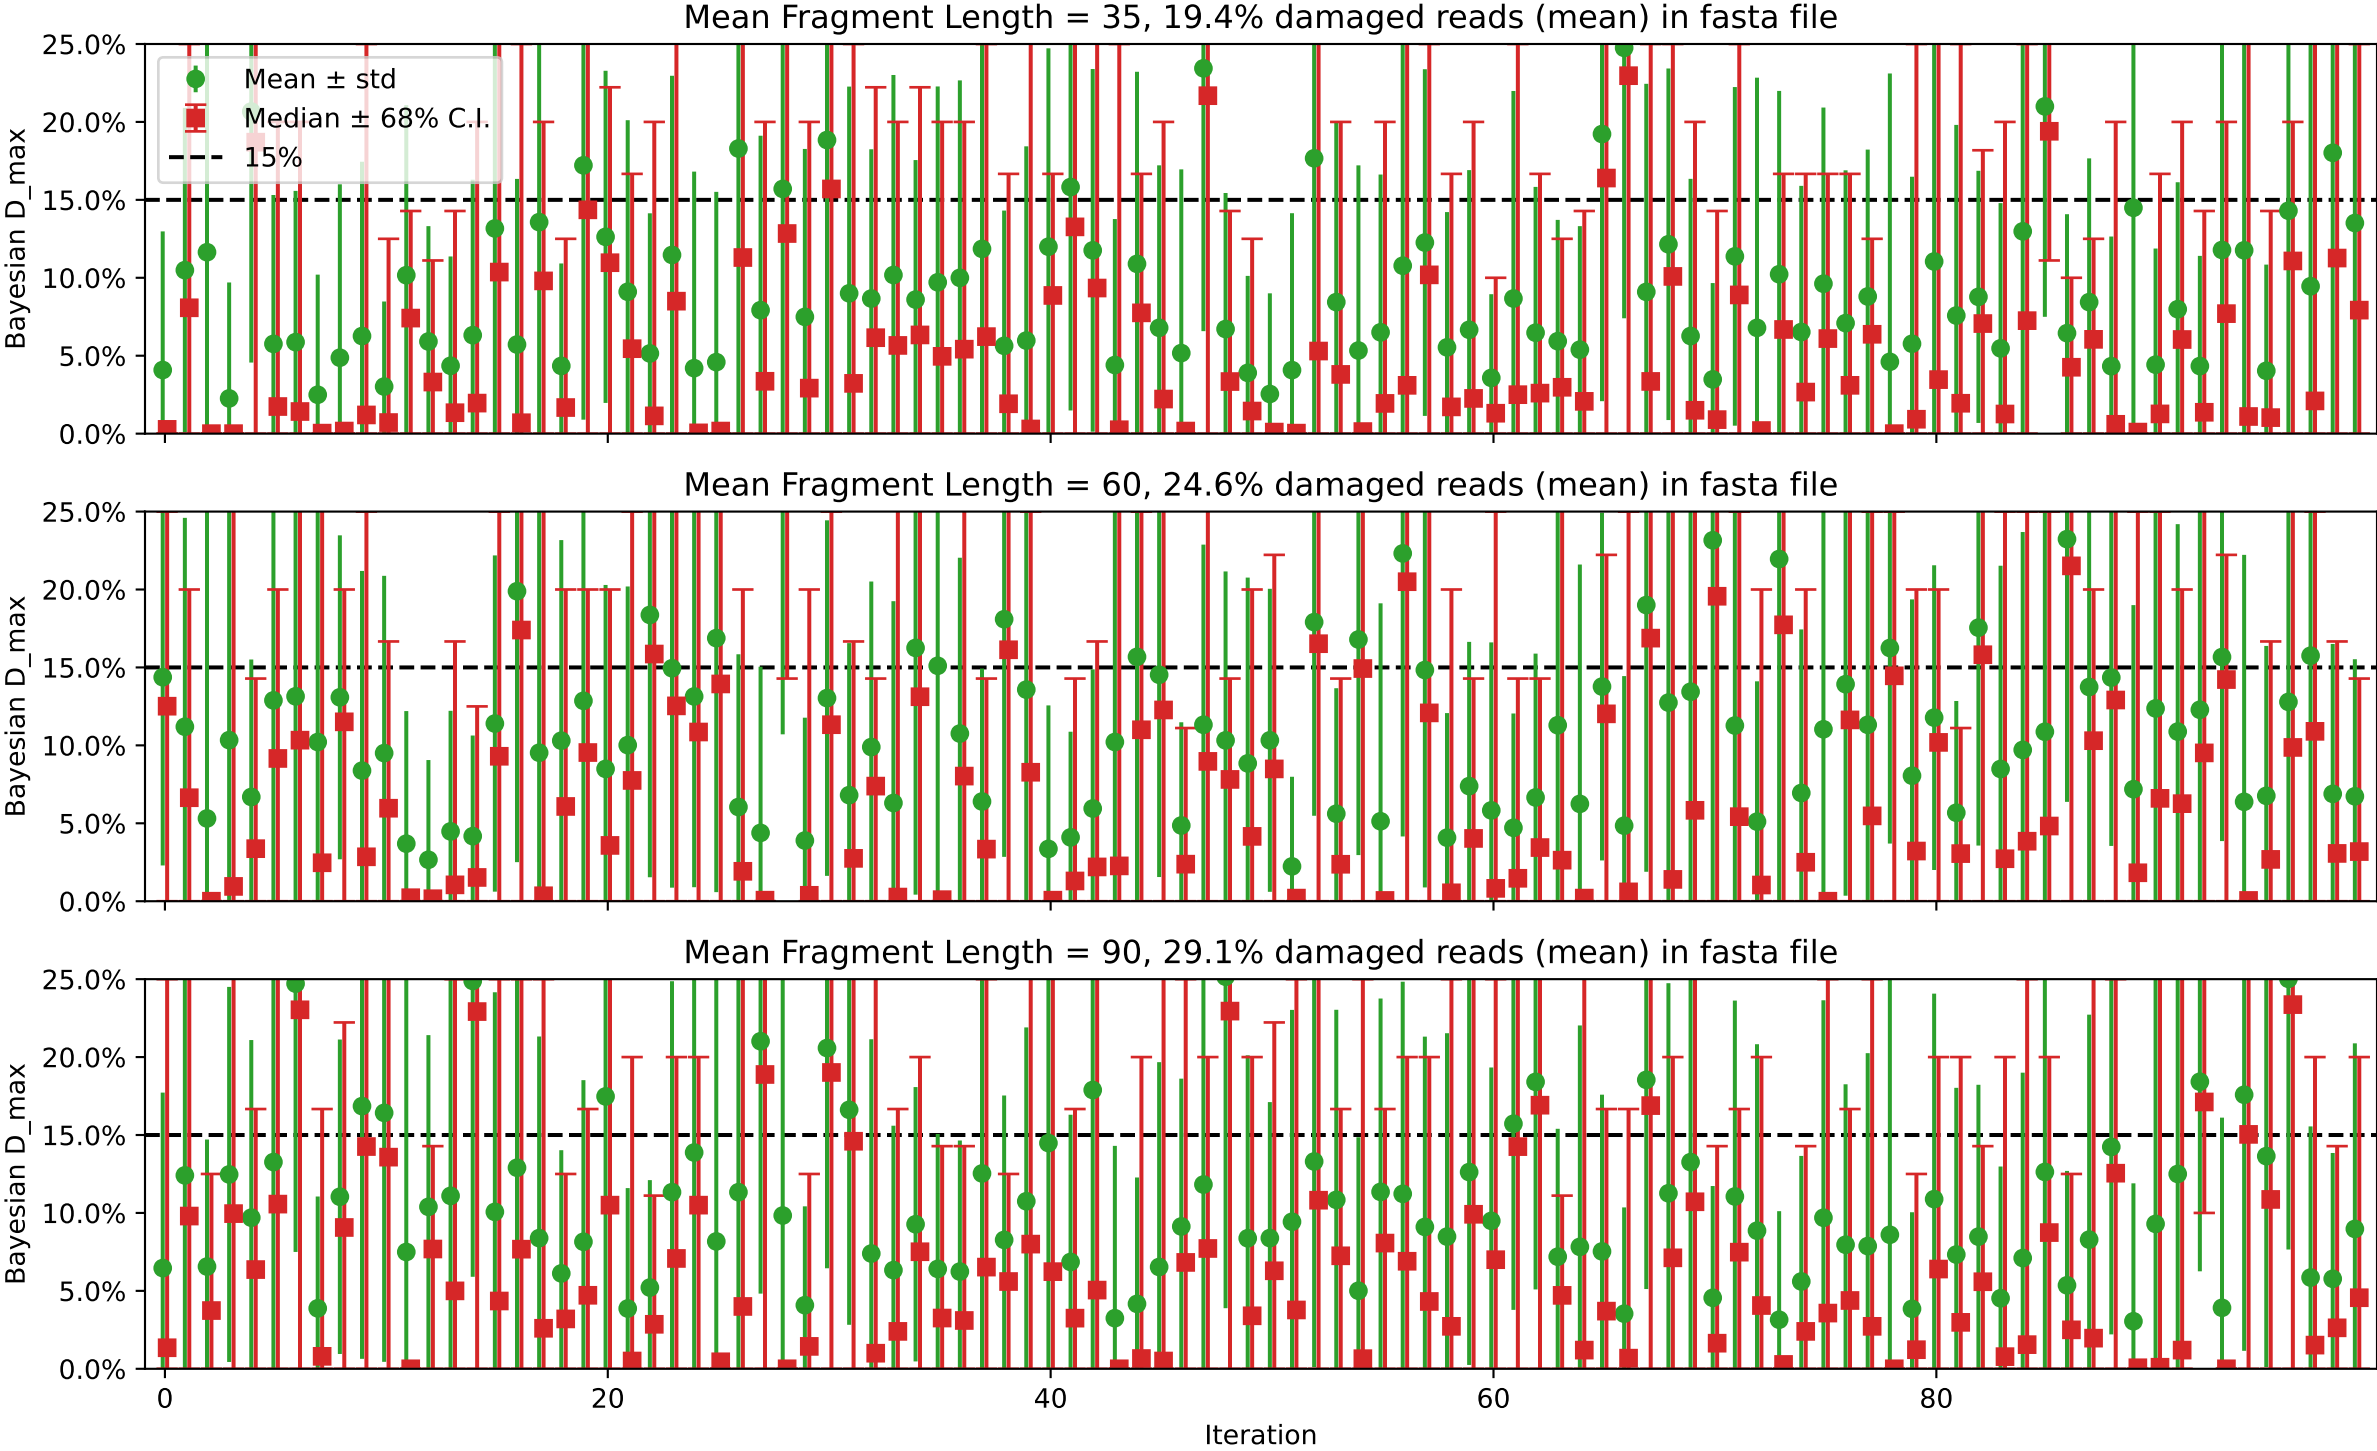 Mean Fragment Length = 35, 19.4% damaged reads (mean) in fasta file
Bayesian D_max
25.0%
20.0%
15.0%
10.0%
5.0%
0.0%
Mean ± std
Median ± 68% C.I.
15%
Mean Fragment Length = 60, 24.6% damaged reads (mean) in fasta file
Bayesian D_max
25.0%
20.0%
15.0%
10.0%
5.0%
0.0%
Mean Fragment Length = 90, 29.1% damaged reads (mean) in fasta file
Bayesian D_max
25.0%
20.0%
15.0%
10.0%
5.0%
0.0%
0 20 40 60 80
Iteration